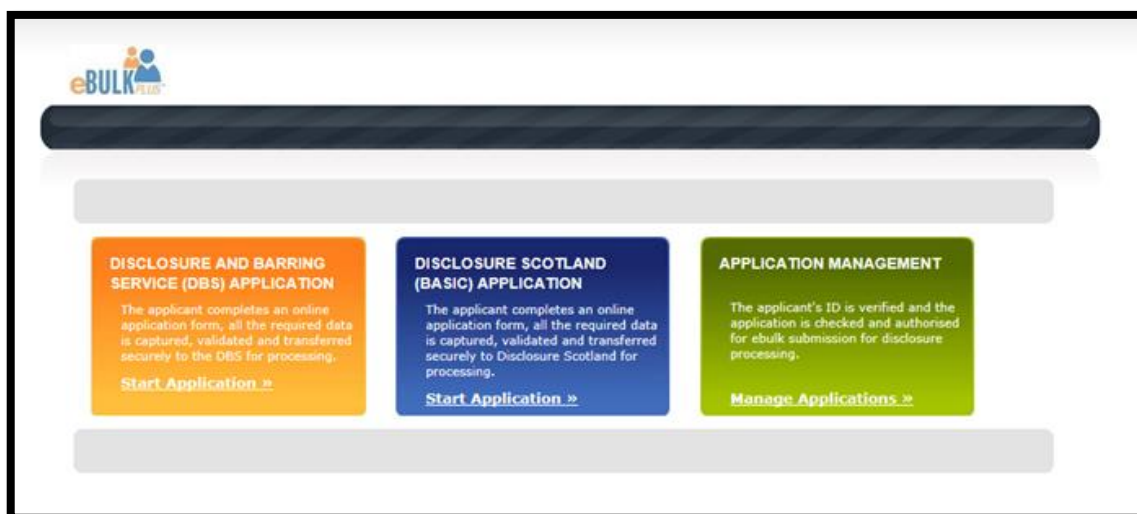 eBULK
PLUS
DISCLOSURE AND BARRING
SERVICE (DBS) APPLICATION
The applicant completes an online
application form, all the required data
is captured, validated and transferred
securely to the DBS for processing.
Start Application »
DISCLOSURE SCOTLAND
(BASIC) APPLICATION
The applicant completes an online
application form, all the required data
is captured, validated and transferred
securely to Disclosure Scotland for
processing.
Start Application »
APPLICATION MANAGEMENT
The applicant's ID is verified and the
application is checked and authorised
for ebulk submission for disclosure
processing.
Manage Applications »